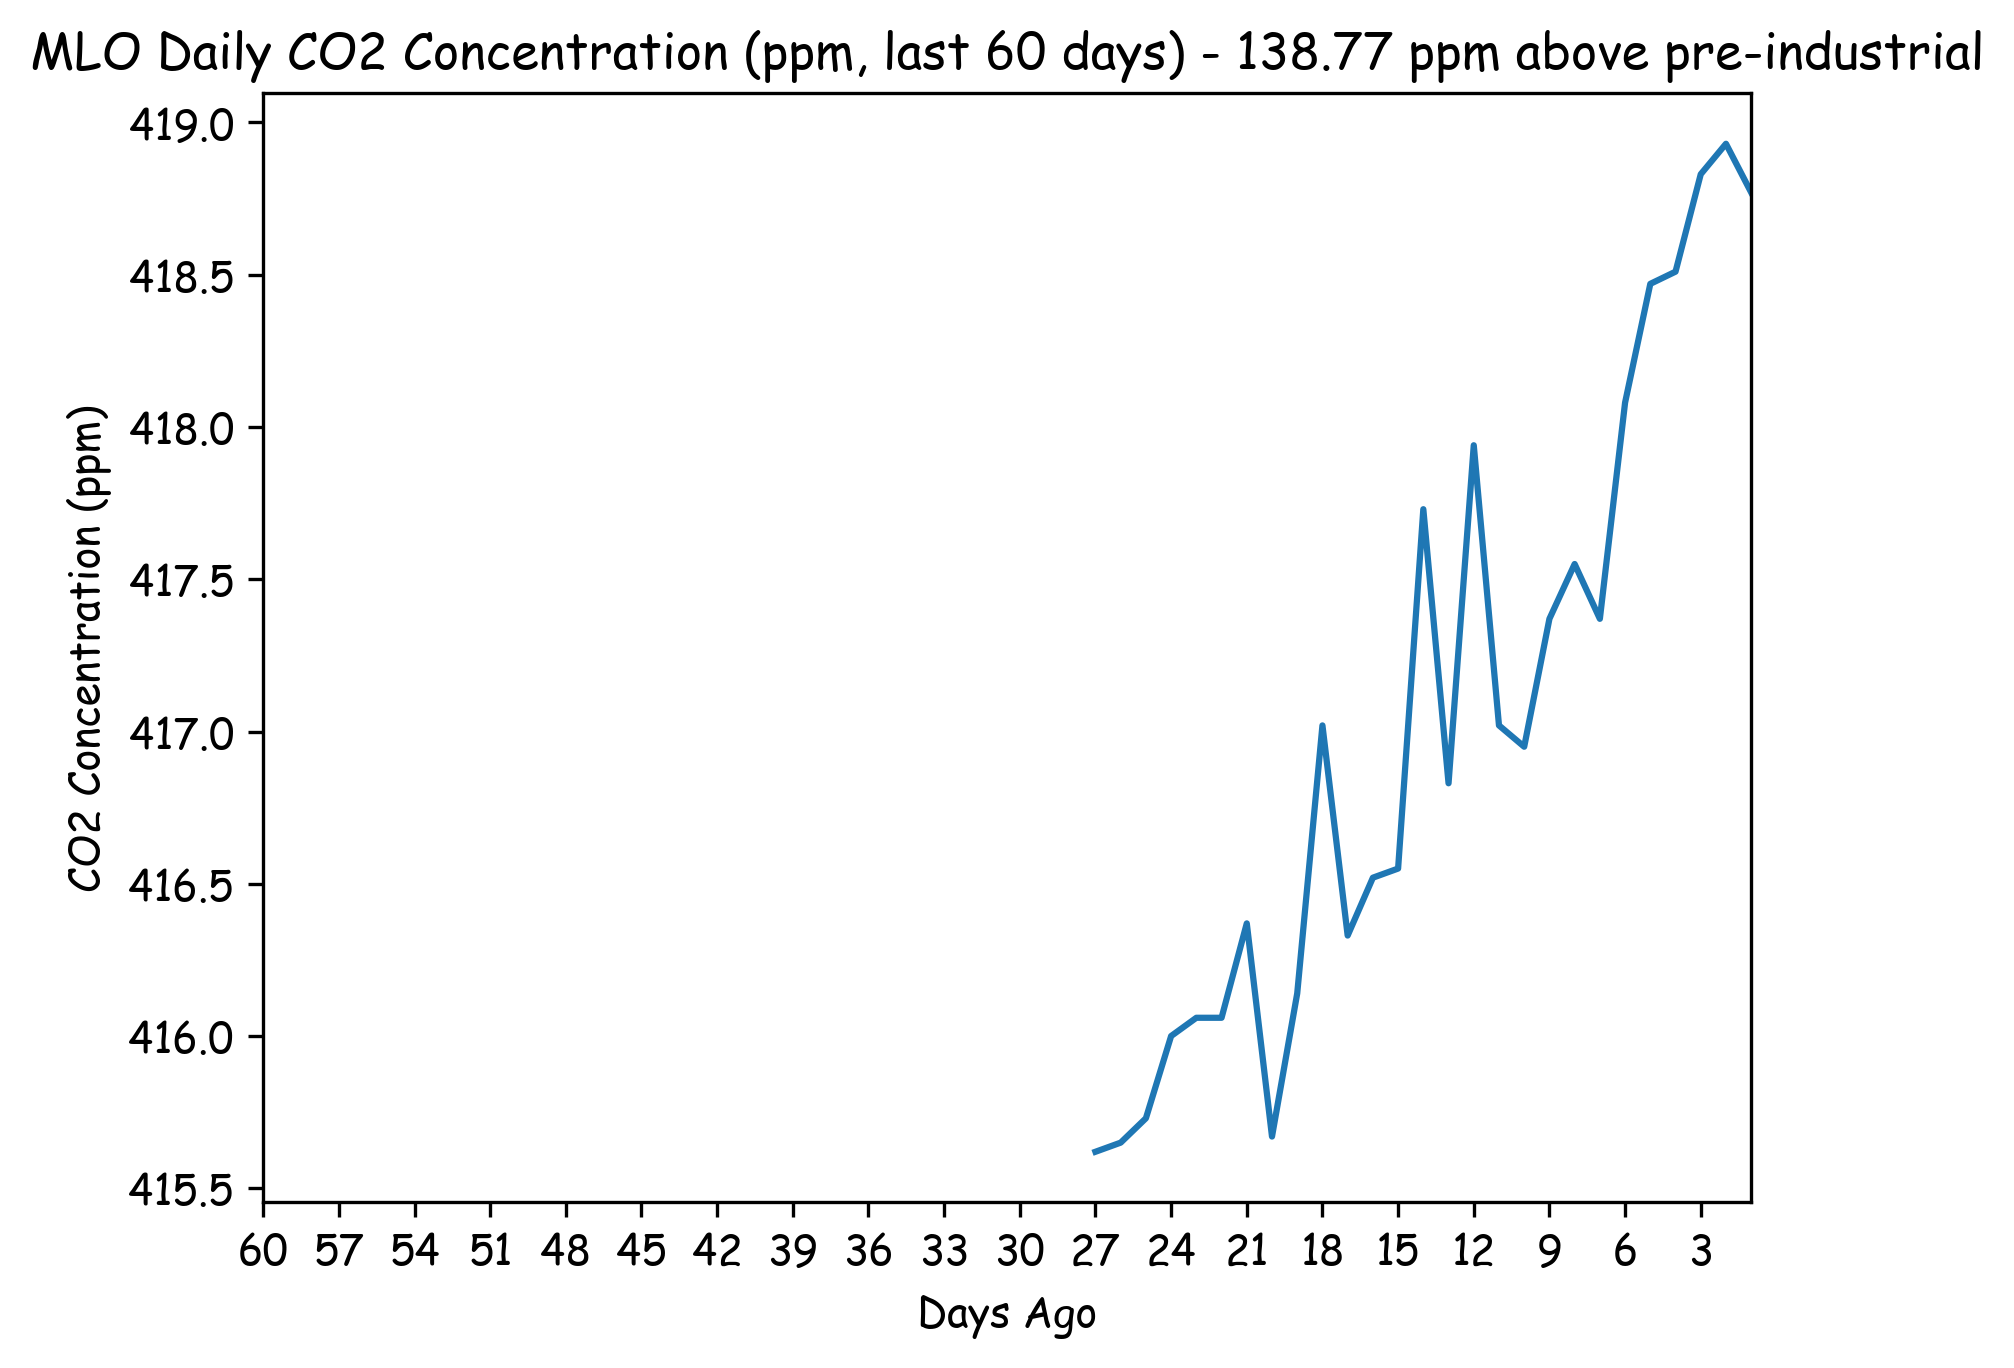 MLO Daily CO2 Concentration (ppm, last 60 days) - 138.77 ppm above pre-industrial
419.0
418.5
418.0
417.5
417.0
416.5
416.0
415.5
CO2 Concentration (ppm)
60 57 54 51 48 45 42 39 36 33 30 27 24 21 18 15 12 9 6 3
Days Ago